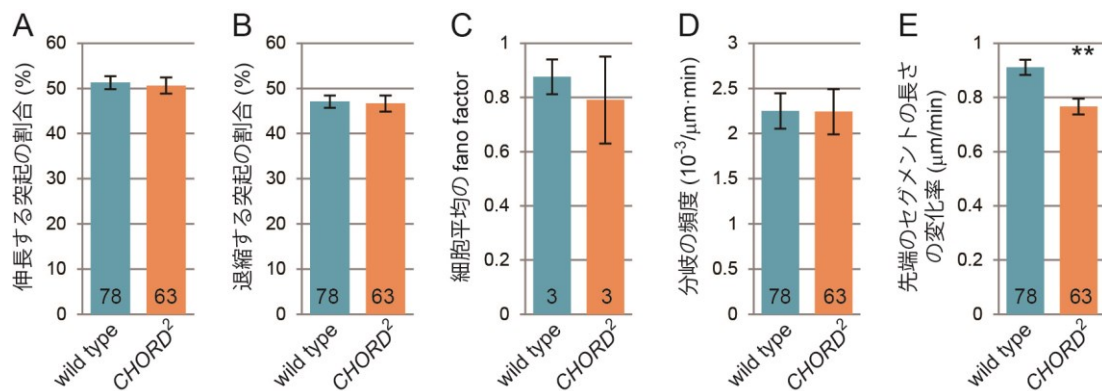 A
伸長する突起の割合 (%)
60
50
40
30
20
10
0
78
63
wild type
CHORD²
B
退縮する突起の割合 (%)
60
50
40
30
20
10
0
78
63
wild type
CHORD²
C
細胞平均の fano factor
1
0.8
0.6
0.4
0.2
0
3
3
wild type
CHORD²
D
分岐の頻度 (10⁻³/μm·min)
3
2.5
2
1.5
1
0.5
0
78
63
wild type
CHORD²
E
先端のセグメントの長さ
の変化率 (μm/min)
1
0.8
0.6
0.4
0.2
0
**
78
63
wild type
CHORD²